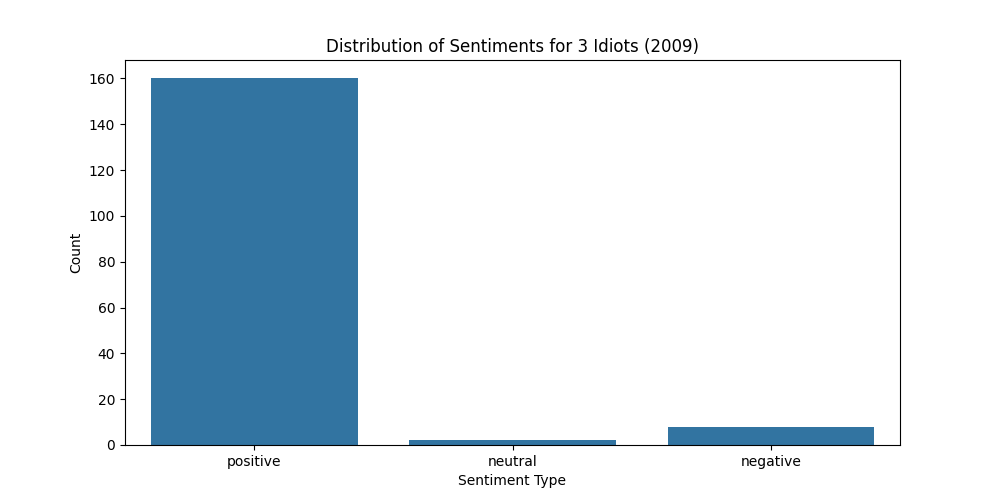 Distribution of Sentiments for 3 Idiots (2009)
160
140
120
100
80
60
40
20
0
Count
positive neutral negative
Sentiment Type